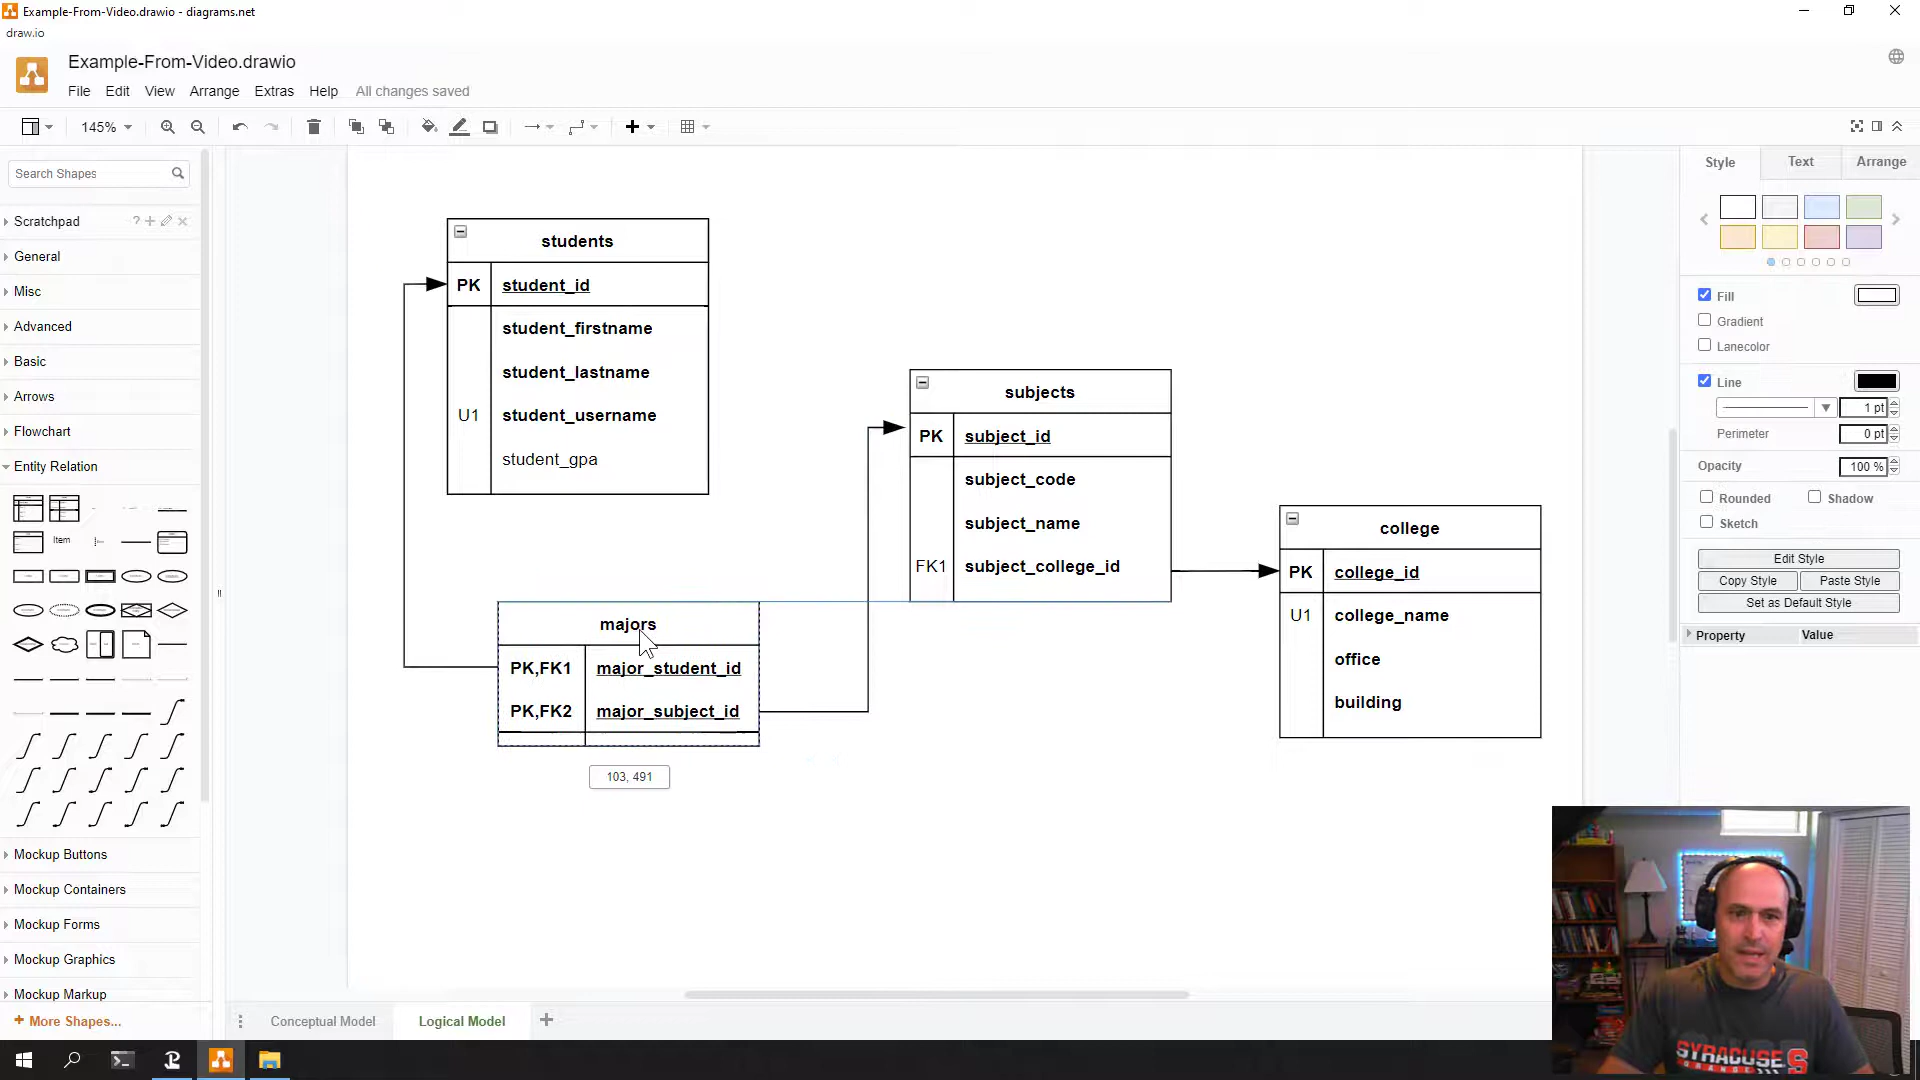 Example-From-Video.drawio - diagrams.net
draw.io
Example-From-Video.drawio
File Edit View Arrange Extras Help All changes saved
145%
Search Shapes
Scratchpad ?
General
Misc
Advanced
Basic
Arrows
Flowchart
Entity Relation
Item
Mockup Buttons
Mockup Containers
Mockup Forms
Mockup Graphics
Mockup Markup
+ More Shapes...
students
PK student_id
student_firstname
student_lastname
U1 student_username
student_gpa
subjects
PK subject_id
subject_code
subject_name
FK1 subject_college_id
college
PK college_id
U1 college_name
office
building
majors
PK,FK1 major_student_id
PK,FK2 major_subject_id
103, 491
Conceptual Model Logical Model
Style Text Arrange
Fill
Gradient
Lanecolor
Line
1 pt
Perimeter 0 pt
Opacity 100 %
Rounded Shadow
Sketch
Edit Style
Copy Style Paste Style
Set as Default Style
Property Value
SYRACUSE S